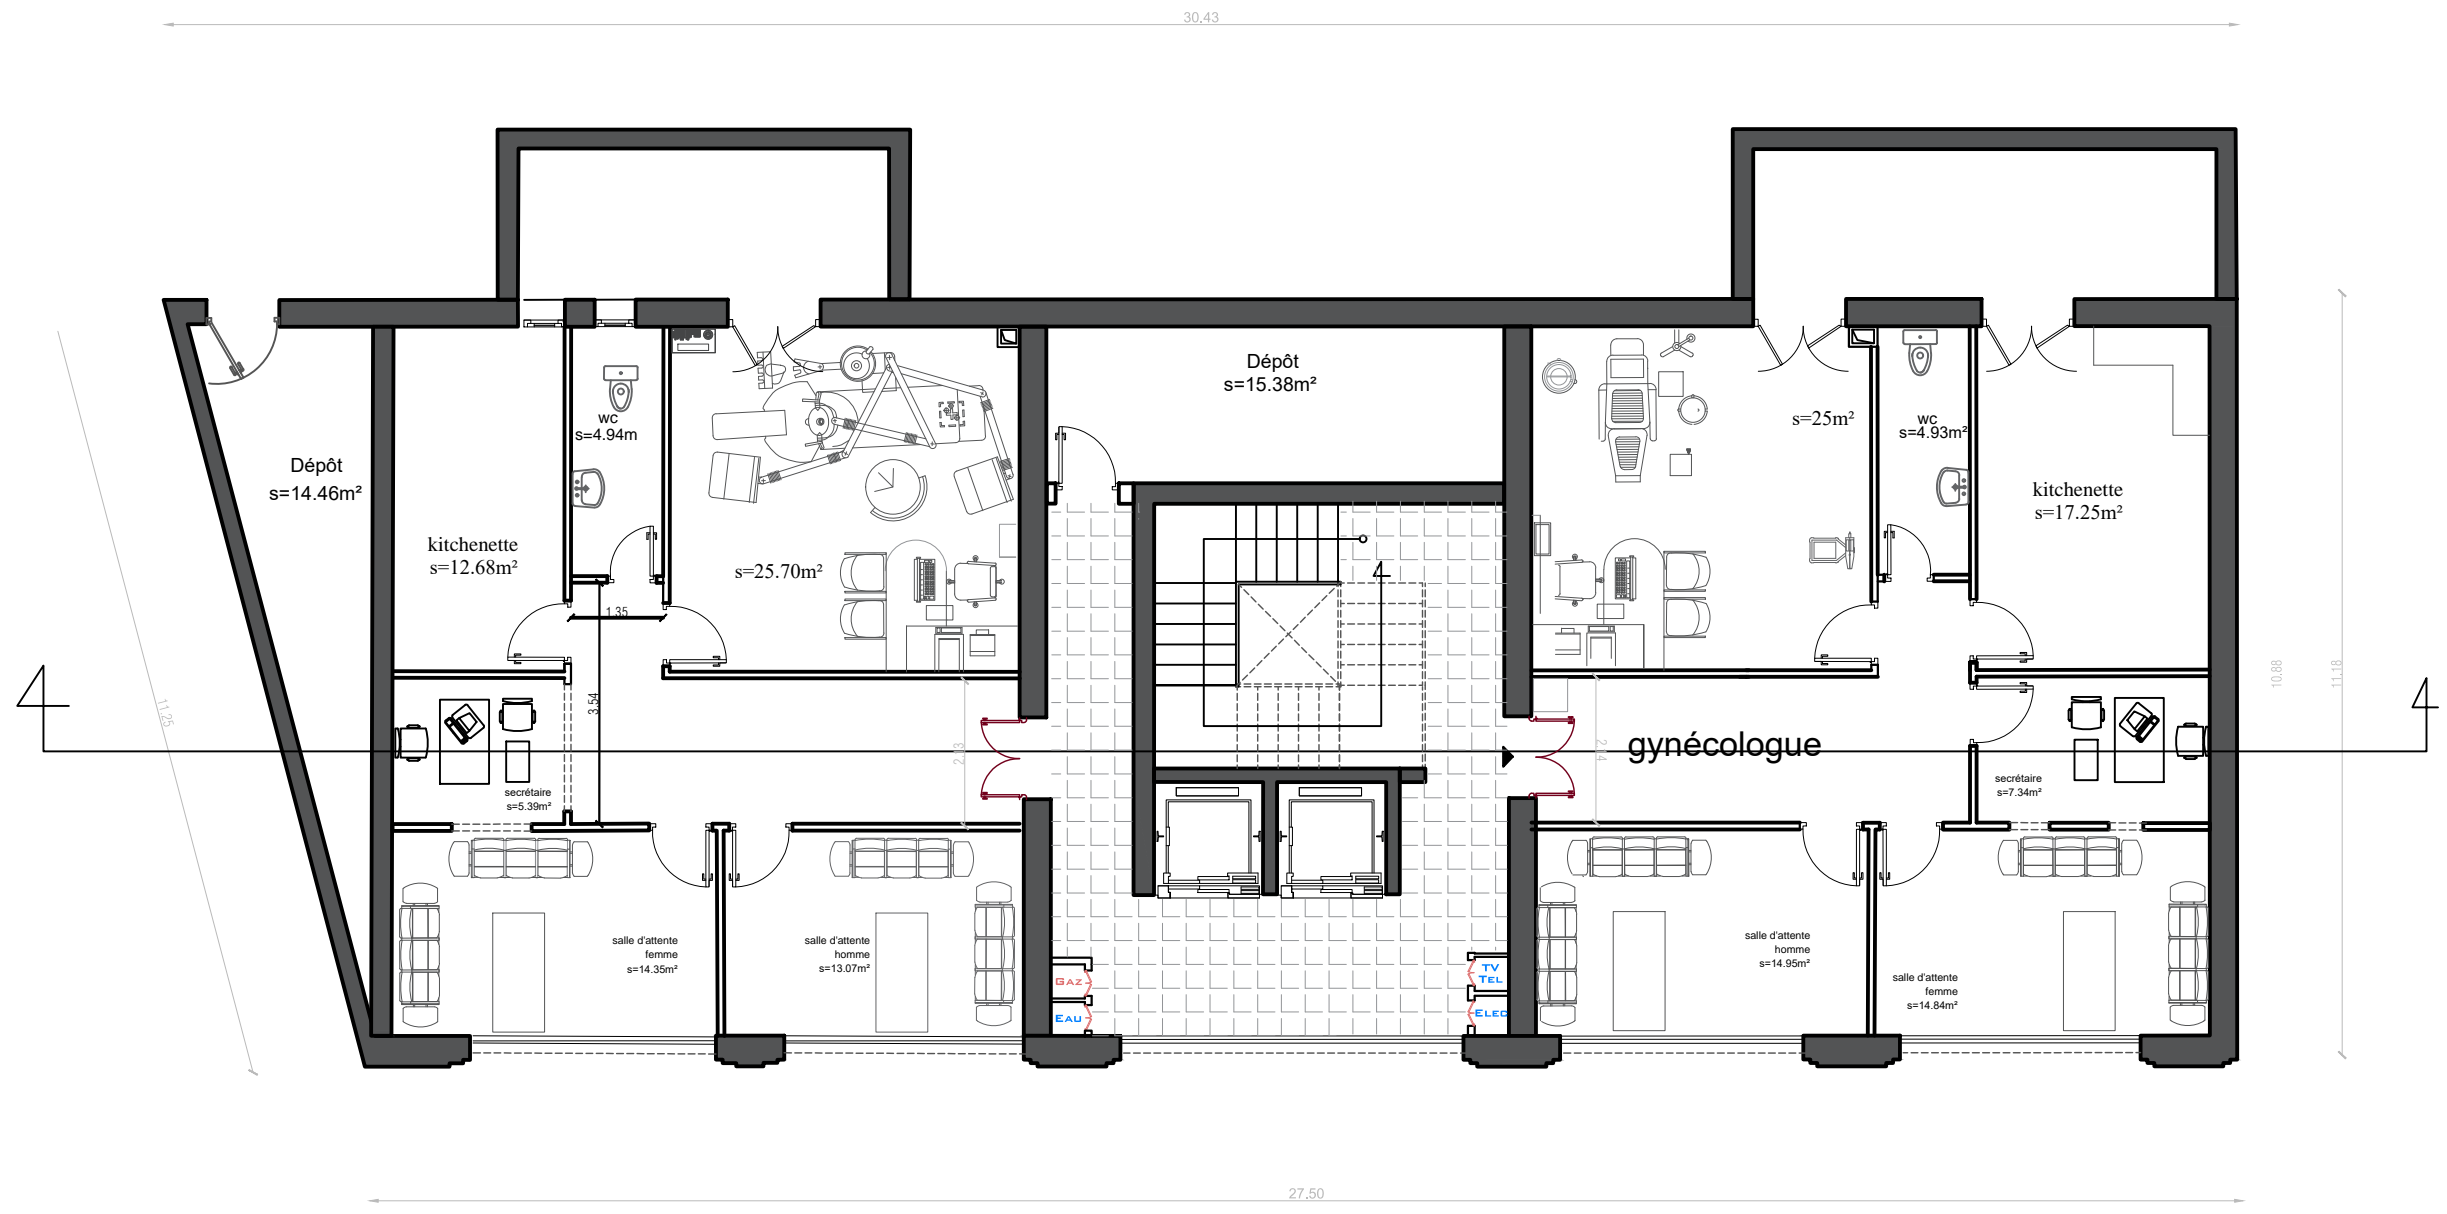 30.43
Dépôt
s=15.38m²
s=25m²
wc
s=4.94m
wc
s=4.93m²
Dépôt
s=14.46m²
kitchenette
s=17.25m²
kitchenette
s=12.68m²
s=25.70m²
1.35
3.54
11.25
10.88
11.18
2.13
gynécologue
secrétaire
s=5.39m²
secrétaire
s=7.34m²
salle d'attente
femme
s=14.35m²
salle d'attente
homme
s=13.07m²
salle d'attente
homme
s=14.95m²
salle d'attente
femme
s=14.84m²
GAZ
EAU
TV
TEL
ELEC
27.50